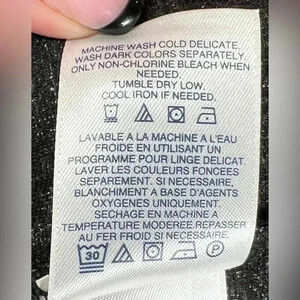 MACHINE WASH COLD DELICATE.
WASH DARK COLORS SEPARATELY
ONLY NON-CHLORINE BLEACH WHEN
NEEDED.
TUMBLE DRY LOW.
COOL IRON IF NEEDED.
LAVABLE A LA MACHINE A L'EAU
FROIDE EN UTILISANT UN
PROGRAMME POUR LINGE DELICAT.
LAVER LES COULEURS FONCEES
SEPAREMENT. SI NECESSAIRE,
BLANCHIMENT A BASE D'AGENTS
OXYGENES UNIQUEMENT.
SECHAGE EN MACHINE A
TEMPERATURE MODEREE.REPASSER
AU FER FROID SI NECESSAIRE.
30 P